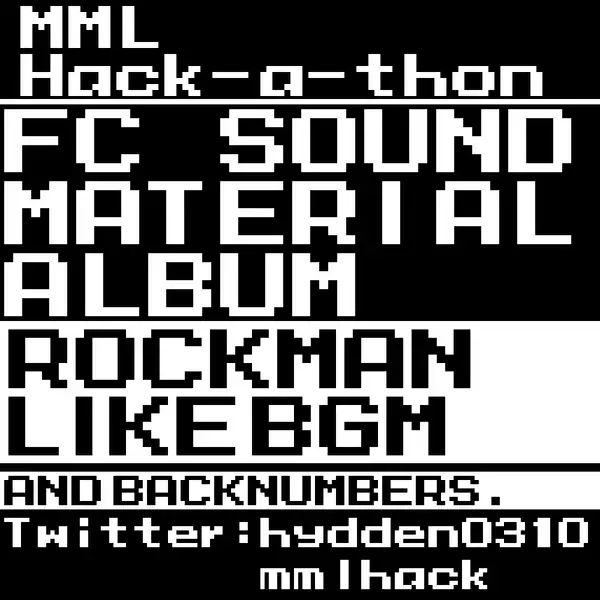 MML
Hack-a-thon
FC SOUND
MATERIAL
ALBUM
ROCKMAN
LIKEBGM
AND BACKNUMBERS.
Twitter:hydden0310
mmlhack